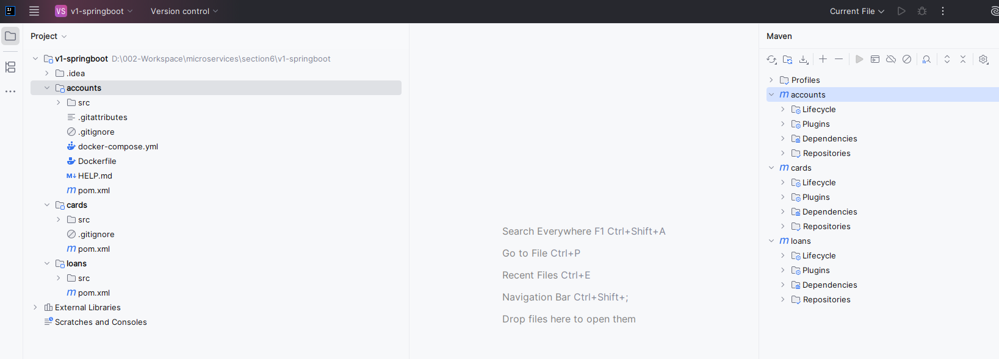 VS v1-springboot Version control Current File
Project
v1-springboot D:\002-Workspace\microservices\section6\v1-springboot
.idea
accounts
src
.gitattributes
.gitignore
docker-compose.yml
Dockerfile
M↓ HELP.md
m pom.xml
cards
src
.gitignore
m pom.xml
loans
src
m pom.xml
External Libraries
Scratches and Consoles
Search Everywhere F1 Ctrl+Shift+A
Go to File Ctrl+P
Recent Files Ctrl+E
Navigation Bar Ctrl+Shift+;
Drop files here to open them
Maven
Profiles
m accounts
Lifecycle
Plugins
Dependencies
Repositories
m cards
Lifecycle
Plugins
Dependencies
Repositories
m loans
Lifecycle
Plugins
Dependencies
Repositories